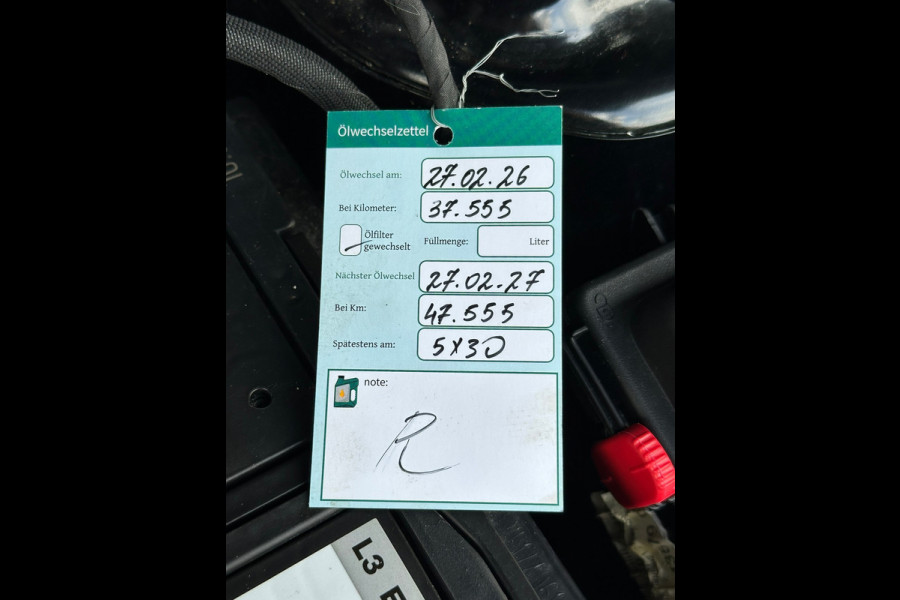 Ölwechselzettel
Ölwechsel am: 27.02.26
Bei Kilometer: 37.555
Ölfilter gewechselt
Füllmenge: Liter
Nächster Ölwechsel 27.02.27
Bei Km: 47.555
Spätestens am: 5x30
note:
R
L3 E